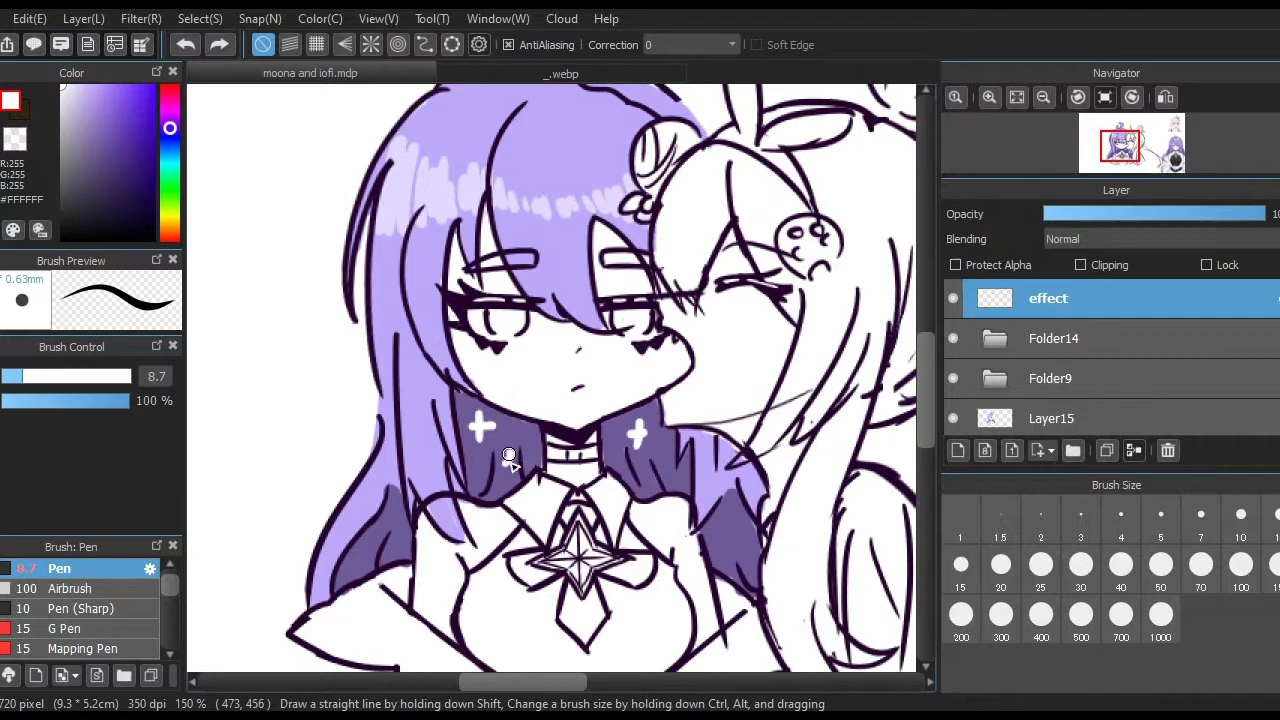 Edit(E) Layer(L) Filter(R) Select(S) Snap(N) Color(C) View(V) Tool(T) Window(W) Cloud Help
AntiAliasing Correction 0 Soft Edge
Color moona and iofi.mdp _.webp Navigator
R:255
G:255
B:255
#FFFFFF
Layer
Opacity
Blending Normal
Protect Alpha Clipping Lock
Brush Preview
0.63mm
effect
Folder14
Brush Control
8.7
Folder9
100 %
Layer15
Brush Size
1 1.5 2 3 4 5 7 10
15 20 25 30 40 50 70 100
200 300 400 500 700 1000
Brush: Pen
8.7 Pen
100 Airbrush
10 Pen (Sharp)
15 G Pen
15 Mapping Pen
720 pixel (9.3 * 5.2cm) 350 dpi 150 % (473, 456) Draw a straight line by holding down Shift, Change a brush size by holding down Ctrl, Alt, and dragging